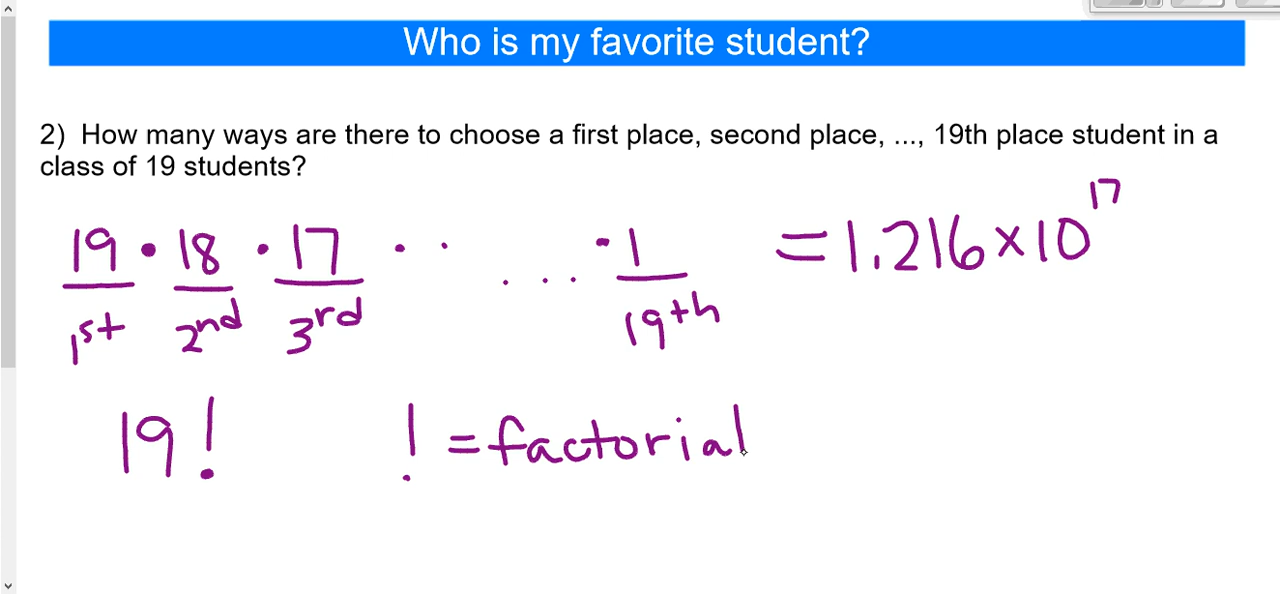 Who is my favorite student?
2) How many ways are there to choose a first place, second place, ..., 19th place student in a
class of 19 students?
19 · 18 · 17 · · ... · 1 = 1.216 × 10^17
1st 2nd 3rd 19th
19! ! = factorial